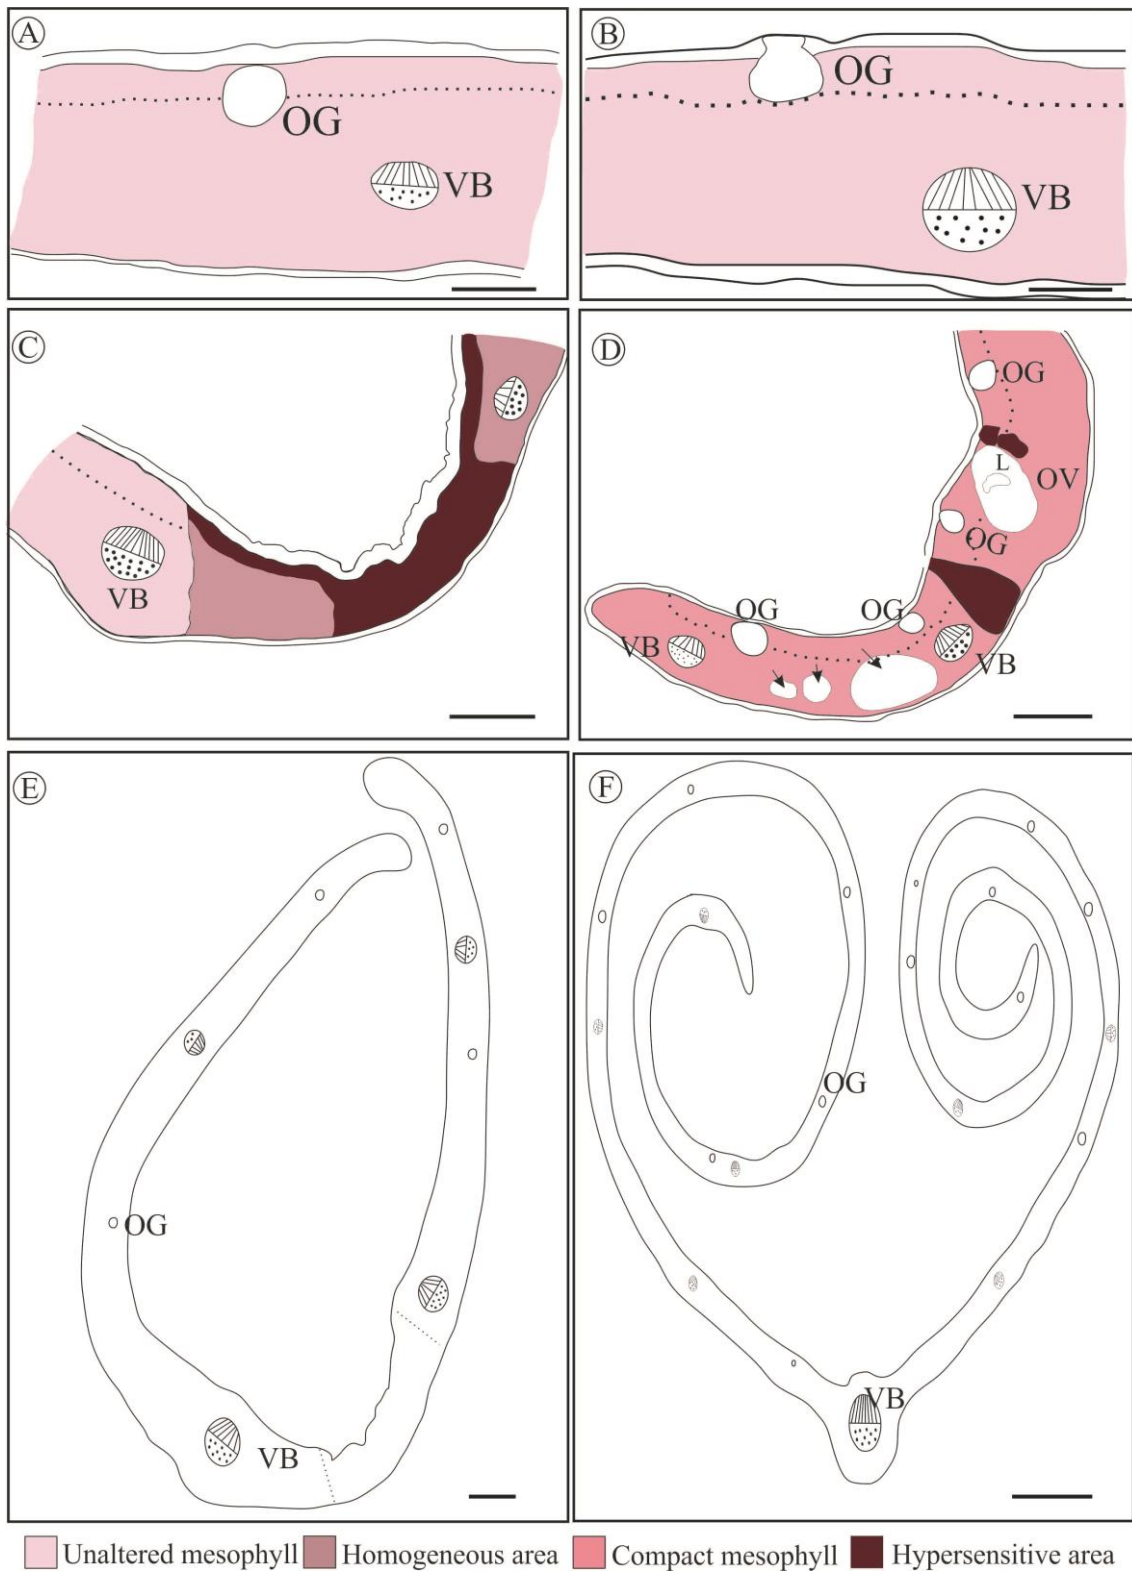 A
OG
VB
B
OG
VB
C
VB
D
OG
L
OV
OG
OG
OG
VB
VB
E
OG
VB
F
OG
VB
Unaltered mesophyll Homogeneous area Compact mesophyll Hypersensitive area